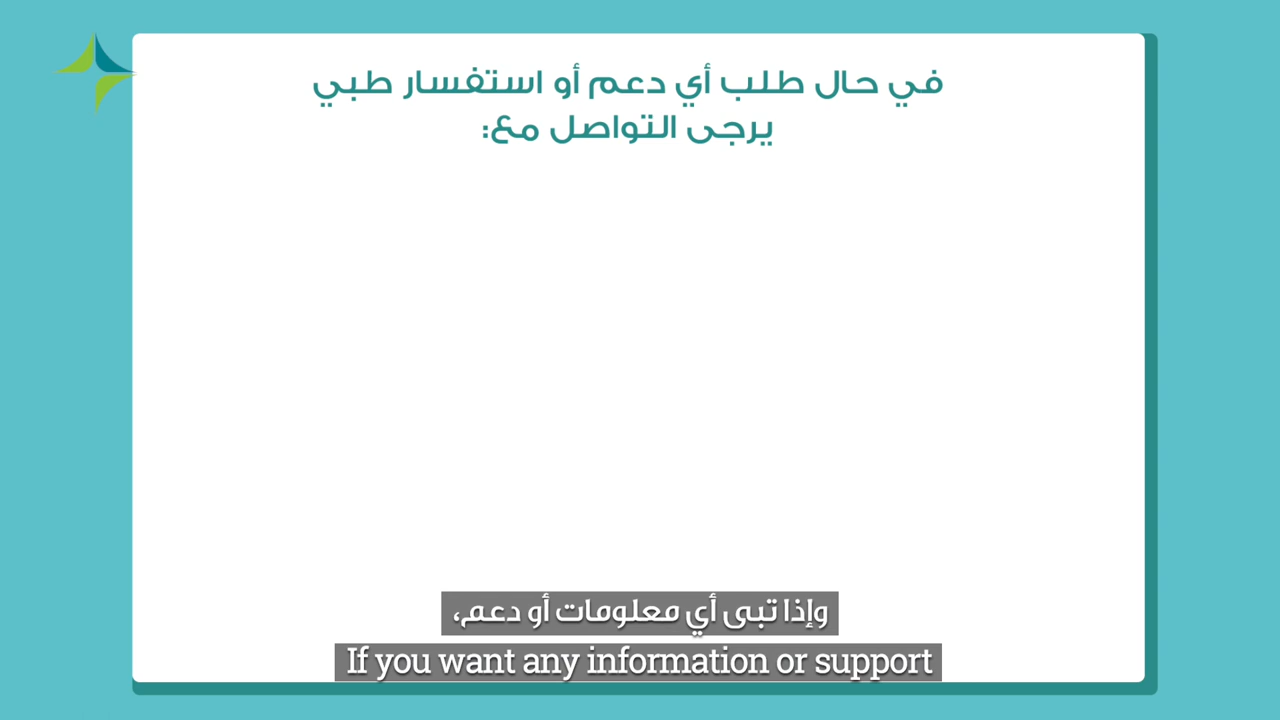 في حال طلب أي دعم أو استفسار طبي
يرجى التواصل مع:
وإذا تبى أي معلومات أو دعم،
If you want any information or support